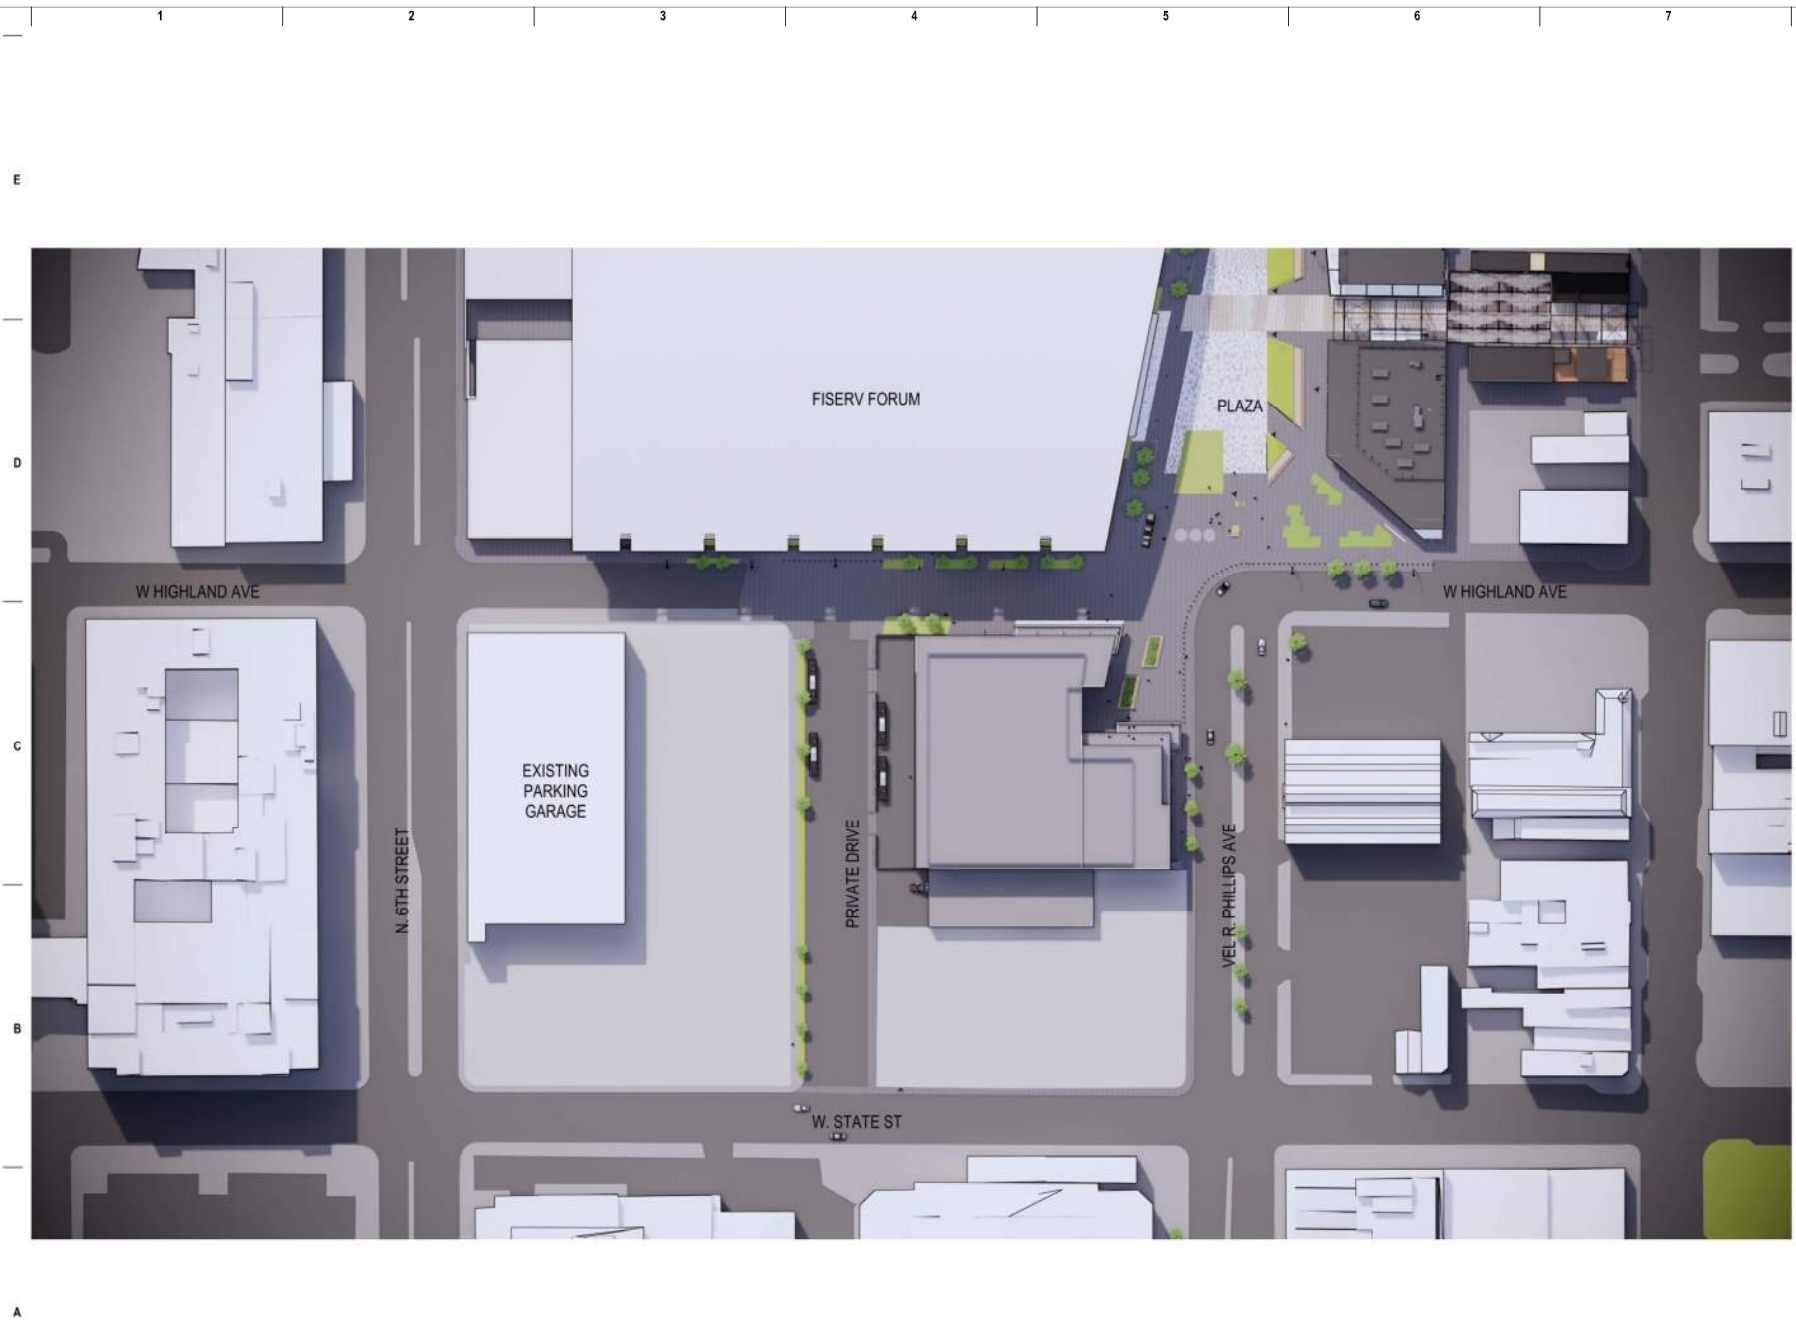 1 2 3 4 5 6 7
E
FISERV FORUM
PLAZA
D
W HIGHLAND AVE
W HIGHLAND AVE
C
EXISTING
PARKING
GARAGE
N. 6TH STREET
PRIVATE DRIVE
VEL R. PHILLIPS AVE
B
W. STATE ST
A